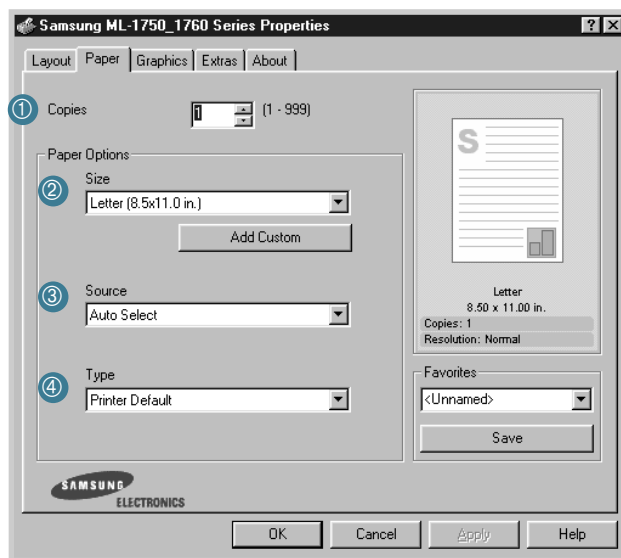 Samsung ML-1750_1760 Series Properties
Layout Paper Graphics Extras About
① Copies 1 (1 - 999)
Paper Options
② Size
Letter (8.5x11.0 in.)
Add Custom
③ Source
Auto Select
④ Type
Printer Default
S
Letter
8.50 x 11.00 in.
Copies: 1
Resolution: Normal
Favorites
<Unnamed>
Save
SAMSUNG
ELECTRONICS
OK Cancel Apply Help